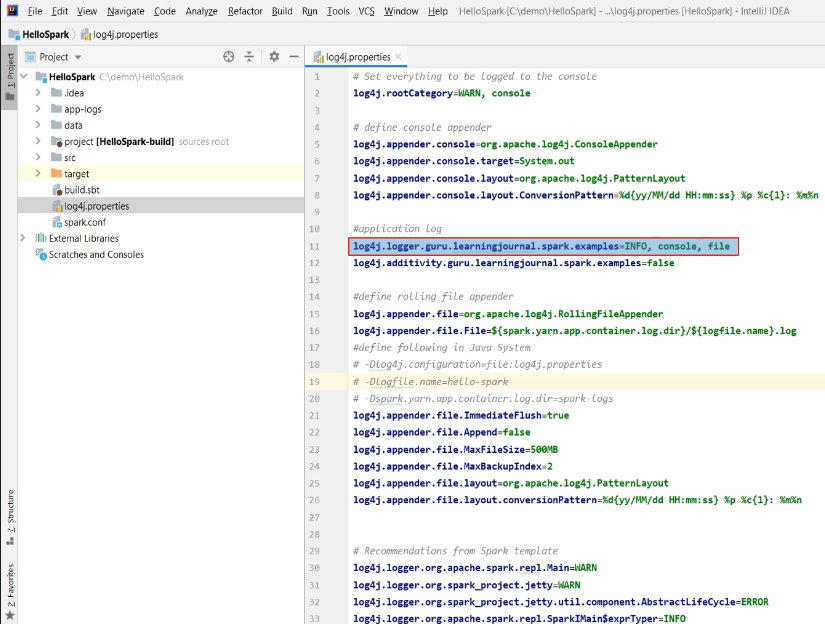 File Edit View Navigate Code Analyze Refactor Build Run Tools VCS Window Help HelloSpark [C:\demo\HelloSpark] - ...\log4j.properties [HelloSpark] - IntelliJ IDEA
HelloSpark log4j.properties
Project
log4j.properties
1: Project
HelloSpark C:\demo\HelloSpark
.idea
app-logs
data
project [HelloSpark-build] sources root
src
target
build.sbt
log4j.properties
spark.conf
External Libraries
Scratches and Consoles
Z: Structure
2: Favorites
1 # Set everything to be logged to the console
2 log4j.rootCategory=WARN, console
3
4 # define console appender
5 log4j.appender.console=org.apache.log4j.ConsoleAppender
6 log4j.appender.console.target=System.out
7 log4j.appender.console.layout=org.apache.log4j.PatternLayout
8 log4j.appender.console.layout.ConversionPattern=%d{yy/MM/dd HH:mm:ss} %p %c{1}: %m%n
9
10 #application log
11 log4j.logger.guru.learningjournal.spark.examples=INFO, console, file
12 log4j.additivity.guru.learningjournal.spark.examples=false
13
14 #define rolling file appender
15 log4j.appender.file=org.apache.log4j.RollingFileAppender
16 log4j.appender.file.File=${spark.yarn.app.container.log.dir}/${logfile.name}.log
17 #define following in Java System
18 # -Dlog4j.configuration=file:log4j.properties
19 # -Dlogfile.name=hello-spark
20 # -Dspark.yarn.app.container.log.dir=spark-logs
21 log4j.appender.file.ImmediateFlush=true
22 log4j.appender.file.Append=false
23 log4j.appender.file.MaxFileSize=500MB
24 log4j.appender.file.MaxBackupIndex=2
25 log4j.appender.file.layout=org.apache.log4j.PatternLayout
26 log4j.appender.file.layout.conversionPattern=%d{yy/MM/dd HH:mm:ss} %p %c{1}: %m%n
27
28
29 # Recommendations from Spark template
30 log4j.logger.org.apache.spark.repl.Main=WARN
31 log4j.logger.org.spark_project.jetty=WARN
32 log4j.logger.org.spark_project.jetty.util.component.AbstractLifeCycle=ERROR
33 log4j.logger.org.apache.spark.repl.SparkIMain$exprTyper=INFO